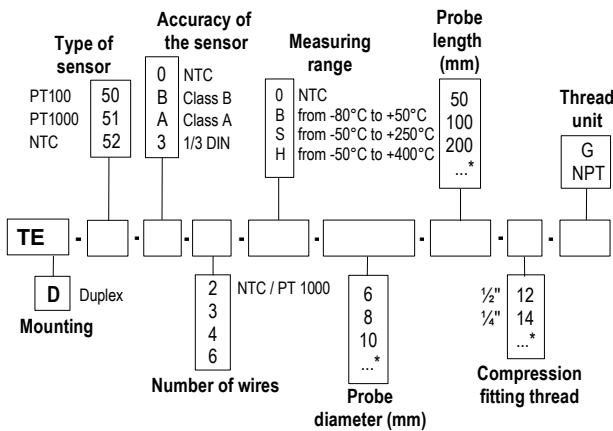 Type of
sensor
PT100 50
PT1000 51
NTC 52
Accuracy of
the sensor
0 NTC
B Class B
A Class A
3 1/3 DIN
Measuring
range
0 NTC
B from -80°C to +50°C
S from -50°C to +250°C
H from -50°C to +400°C
Probe
length
(mm)
50
100
200
...*
Thread
unit
G
NPT
TE - - - - - - - -
D Duplex
Mounting
2 NTC / PT 1000
3
4
6
Number of wires
6
8
10
...*
Probe
diameter (mm)
½" 12
¼" 14
...*
Compression
fitting thread